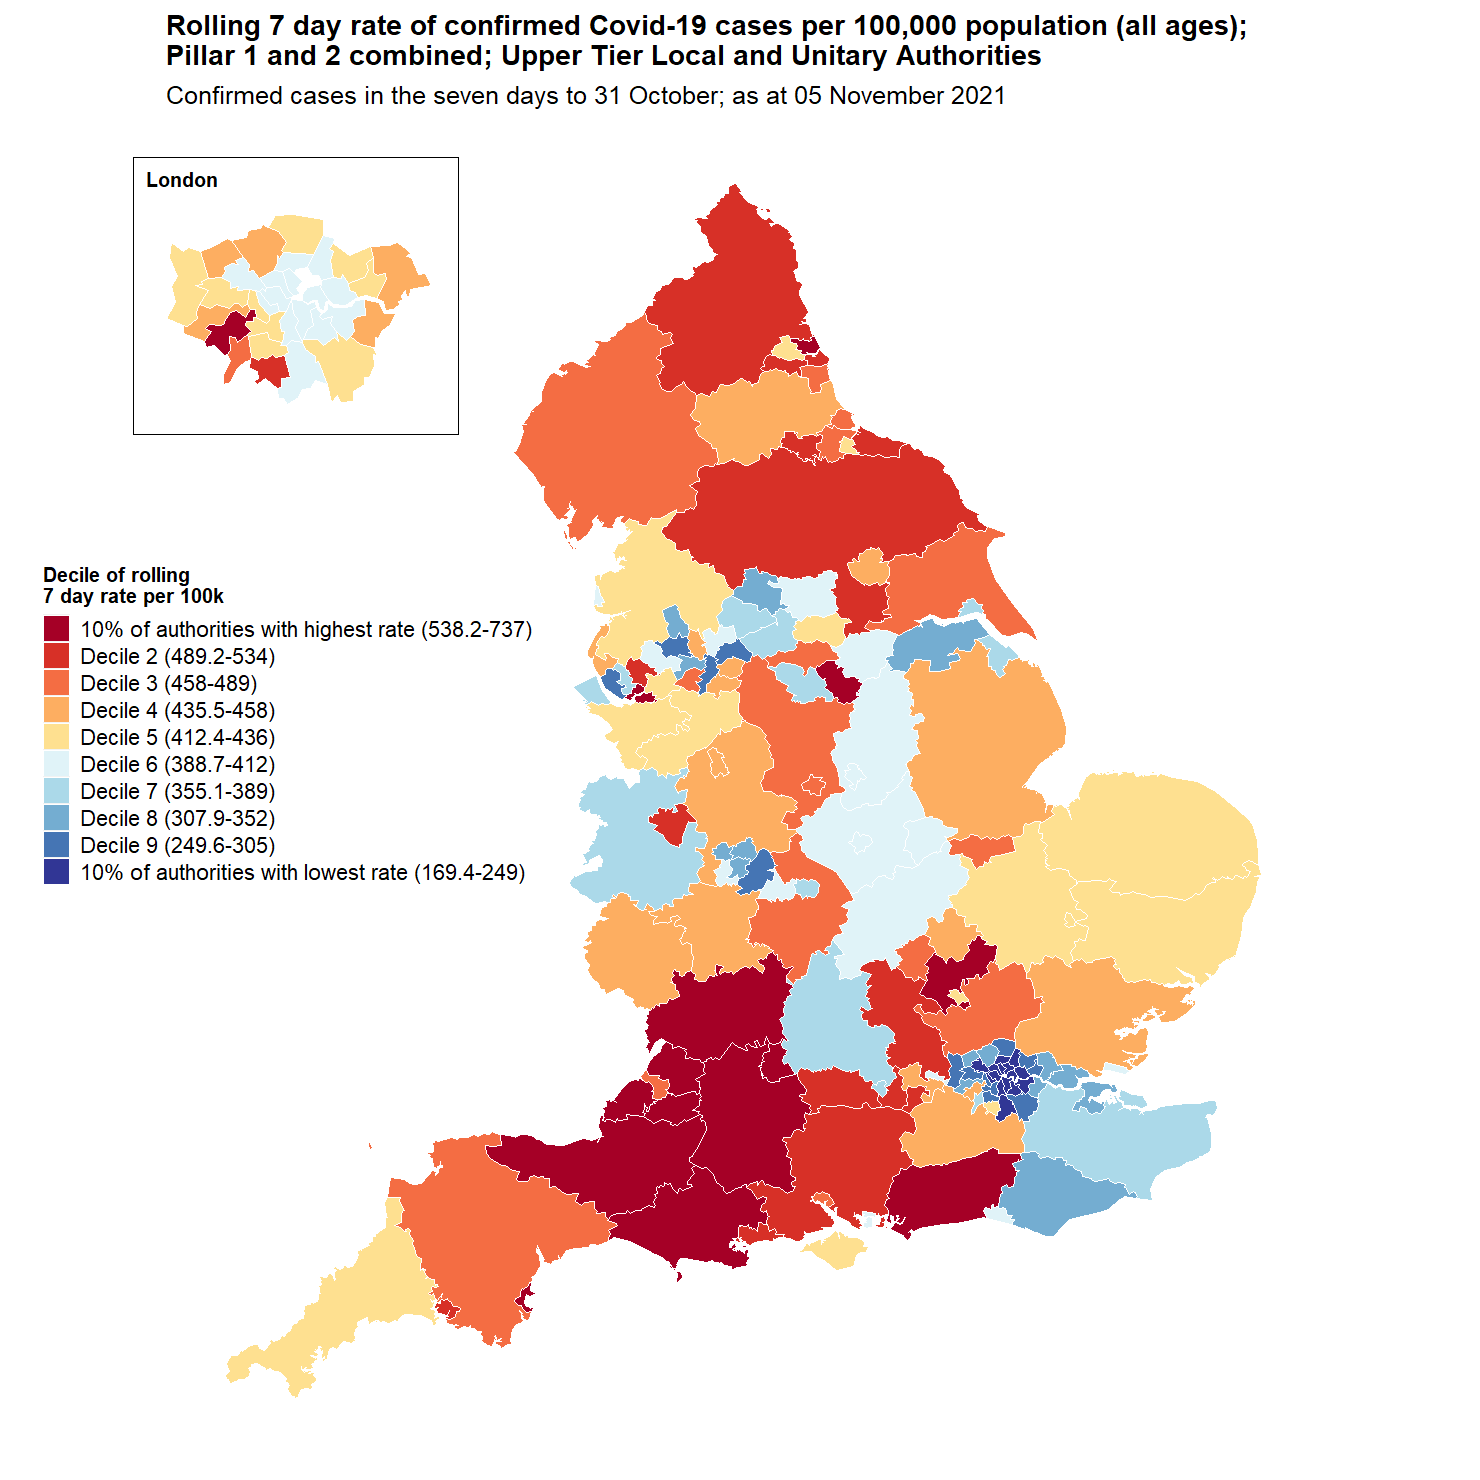 Rolling 7 day rate of confirmed Covid-19 cases per 100,000 population (all ages);
Pillar 1 and 2 combined; Upper Tier Local and Unitary Authorities
Confirmed cases in the seven days to 31 October; as at 05 November 2021
London
Decile of rolling
7 day rate per 100k
10% of authorities with highest rate (538.2-737)
Decile 2 (489.2-534)
Decile 3 (458-489)
Decile 4 (435.5-458)
Decile 5 (412.4-436)
Decile 6 (388.7-412)
Decile 7 (355.1-389)
Decile 8 (307.9-352)
Decile 9 (249.6-305)
10% of authorities with lowest rate (169.4-249)